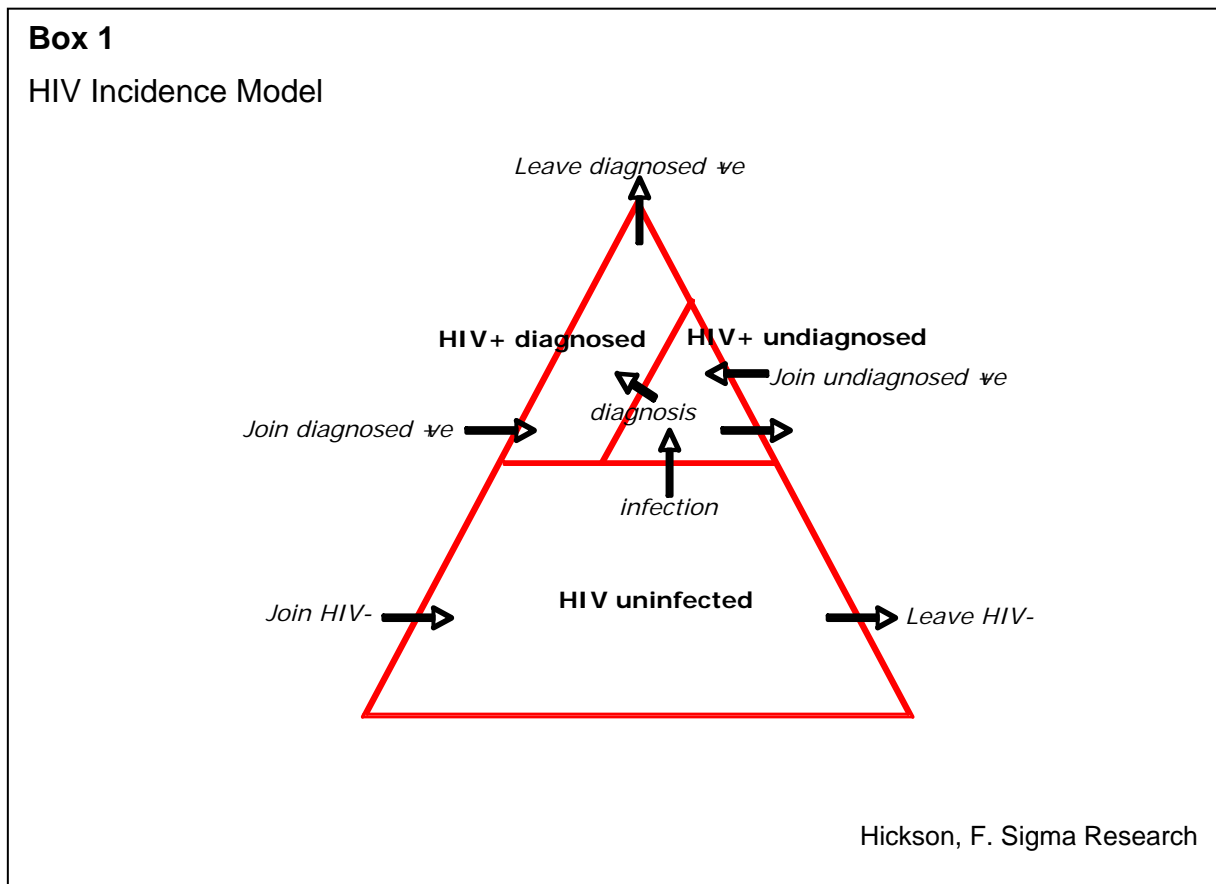 Box 1
HIV Incidence Model
Leave diagnosed +ve
HIV+ diagnosed
HIV+ undiagnosed
Join undiagnosed +ve
diagnosis
Join diagnosed +ve
infection
HIV uninfected
Join HIV-
Leave HIV-
Hickson, F. Sigma Research